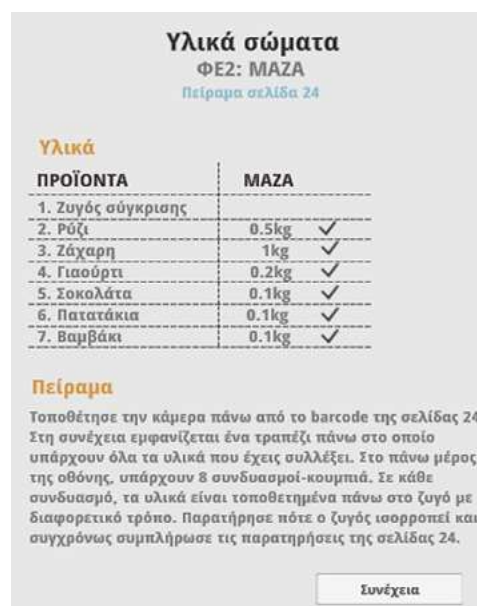 Υλικά σώματα
ΦΕ2: ΜΑΖΑ
Πείραμα σελίδα 24
Υλικά
ΠΡΟΪΟΝΤΑ ΜΑΖΑ
1. Ζυγός σύγκρισης
2. Ρύζι 0.5kg ✓
3. Ζάχαρη 1kg ✓
4. Γιαούρτι 0.2kg ✓
5. Σοκολάτα 0.1kg ✓
6. Πατατάκια 0.1kg ✓
7. Βαμβάκι 0.1kg ✓
Πείραμα
Τοποθέτησε την κάμερα πάνω από το barcode της σελίδας 24
Στη συνέχεια εμφανίζεται ένα τραπέζι πάνω στο οποίο
υπάρχουν όλα τα υλικά που έχεις συλλέξει. Στο πάνω μέρος
της οθόνης, υπάρχουν 8 συνδυασμοί-κουμπιά. Σε κάθε
συνδυασμό, τα υλικά είναι τοποθετημένα πάνω στο ζυγό με
διαφορετικό τρόπο. Παρατήρησε πότε ο ζυγός ισορροπεί και
συγχρόνως συμπλήρωσε τις παρατηρήσεις της σελίδας 24.
Συνέχεια